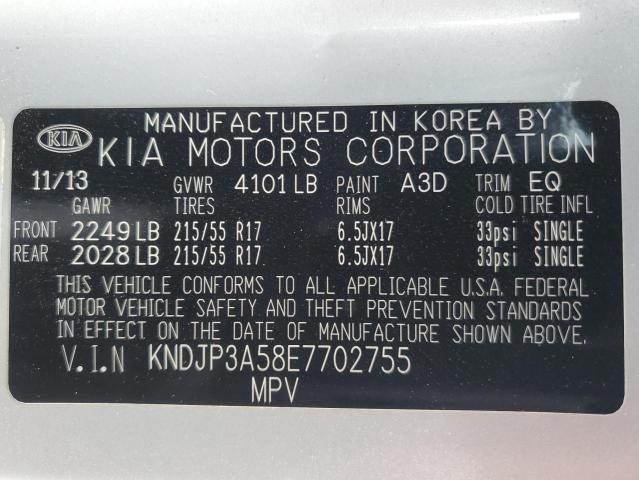 MANUFACTURED IN KOREA BY
KIA KIA MOTORS CORPORATION
11/13 GVWR 4101 LB PAINT A3D TRIM EQ
GAWR TIRES RIMS COLD TIRE INFL
FRONT 2249 LB 215/55 R17 6.5JX17 33psi SINGLE
REAR 2028 LB 215/55 R17 6.5JX17 33psi SINGLE
THIS VEHICLE CONFORMS TO ALL APPLICABLE U.S.A. FEDERAL
MOTOR VEHICLE SAFETY AND THEFT PREVENTION STANDARDS
IN EFFECT ON THE DATE OF MANUFACTURE SHOWN ABOVE.
V.I.N KNDJP3A58E7702755
MPV